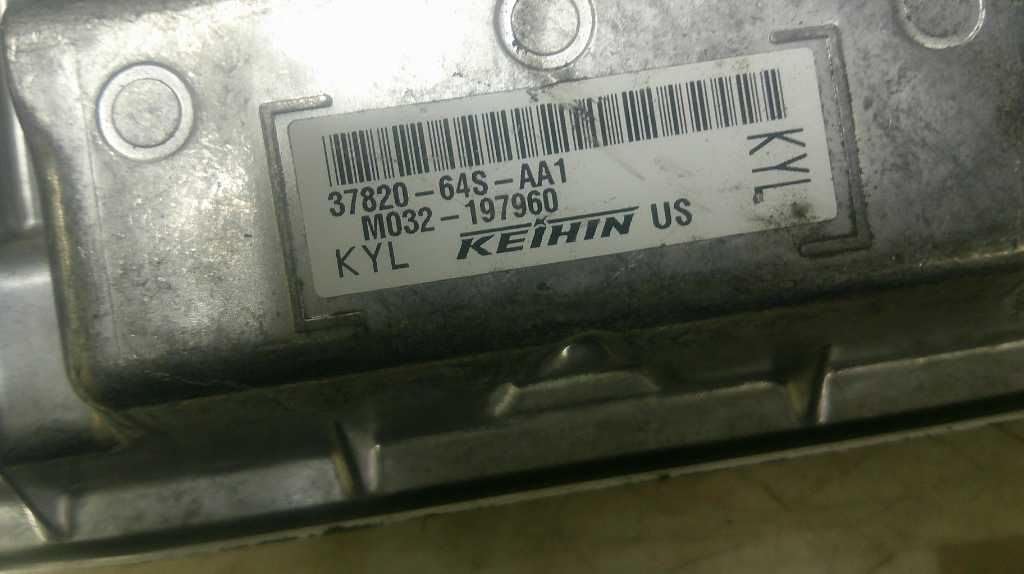 37820-64S-AA1
M032-197960
KYL KEIHIN US
KYL